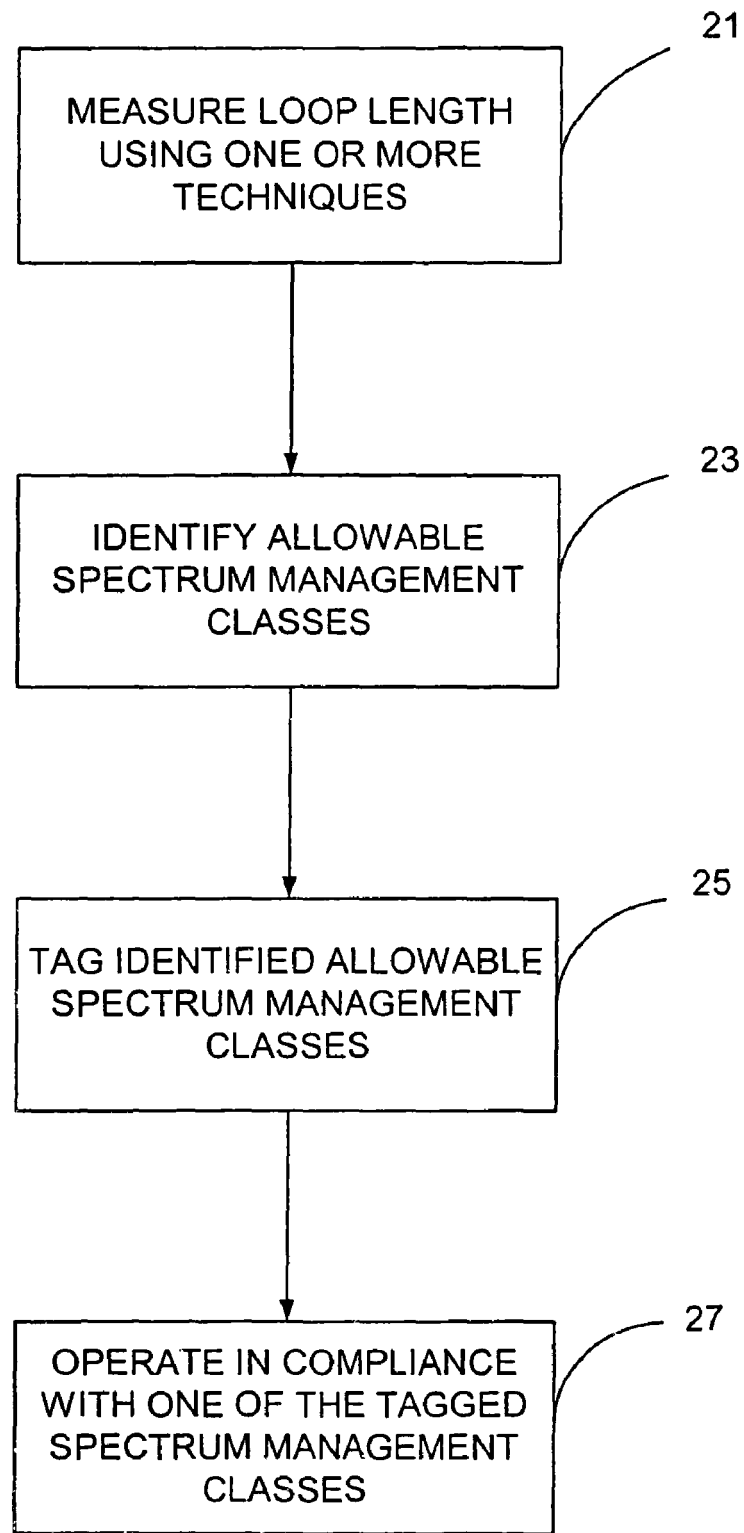 21
MEASURE LOOP LENGTH
USING ONE OR MORE
TECHNIQUES
23
IDENTIFY ALLOWABLE
SPECTRUM MANAGEMENT
CLASSES
25
TAG IDENTIFIED ALLOWABLE
SPECTRUM MANAGEMENT
CLASSES
27
OPERATE IN COMPLIANCE
WITH ONE OF THE TAGGED
SPECTRUM MANAGEMENT
CLASSES